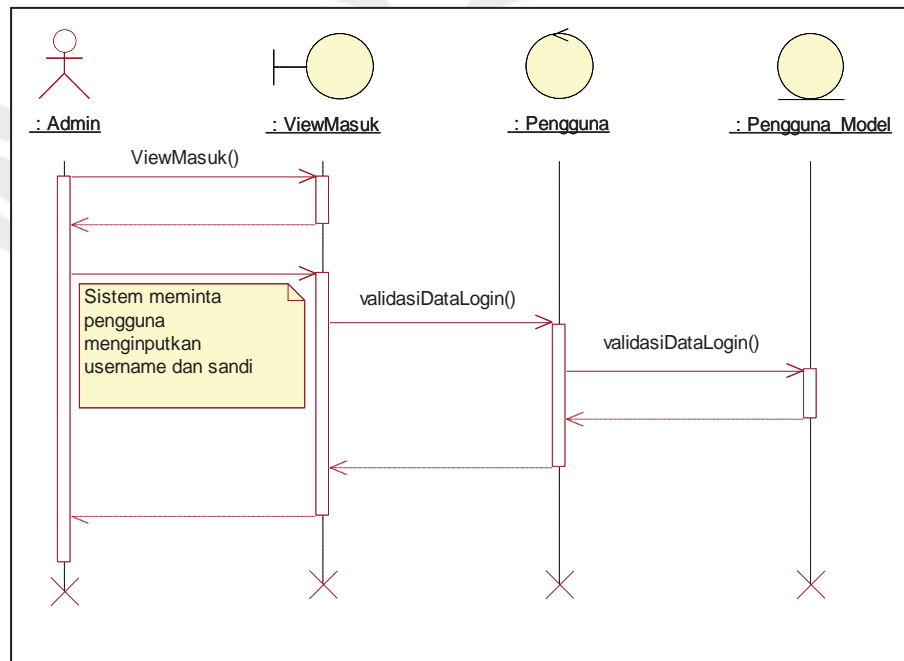 : Admin
: ViewMasuk
: Pengguna
: Pengguna_Model
ViewMasuk()
Sistem meminta
pengguna
menginputkan
username dan sandi
validasiDataLogin()
validasiDataLogin()